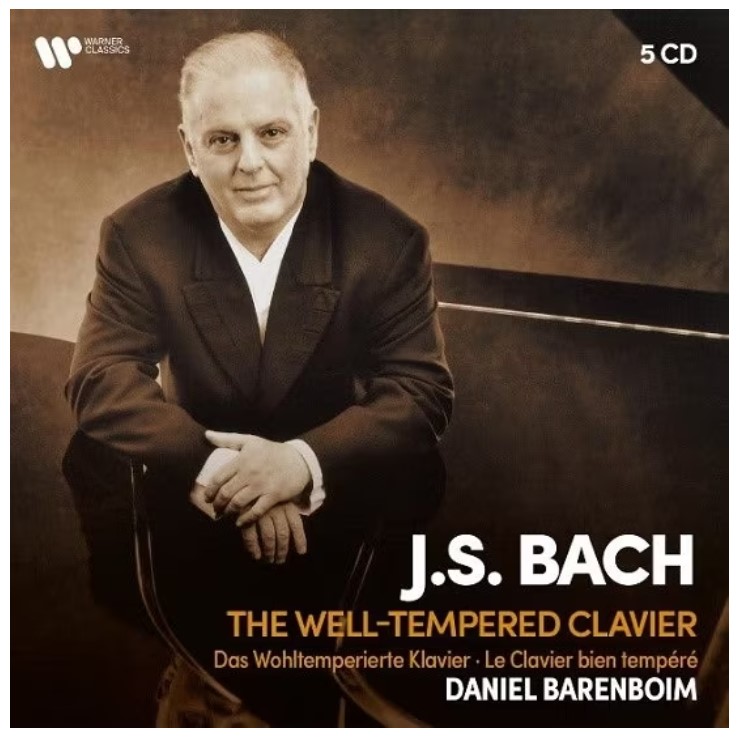 WARNER
CLASSICS
5 CD
J.S. BACH
THE WELL-TEMPERED CLAVIER
Das Wohltemperierte Klavier · Le Clavier bien tempéré
DANIEL BARENBOIM